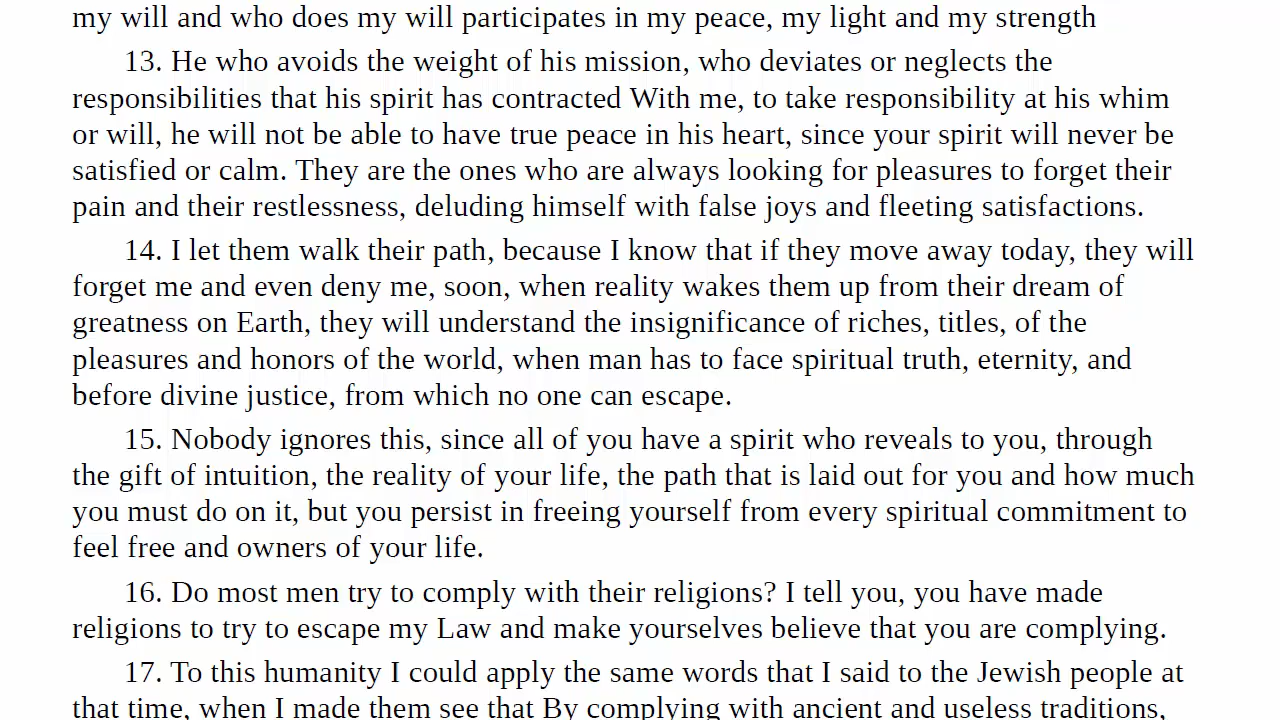 my will and who does my will participates in my peace, my light and my strength
13. He who avoids the weight of his mission, who deviates or neglects the
responsibilities that his spirit has contracted With me, to take responsibility at his whim
or will, he will not be able to have true peace in his heart, since your spirit will never be
satisfied or calm. They are the ones who are always looking for pleasures to forget their
pain and their restlessness, deluding himself with false joys and fleeting satisfactions.
14. I let them walk their path, because I know that if they move away today, they will
forget me and even deny me, soon, when reality wakes them up from their dream of
greatness on Earth, they will understand the insignificance of riches, titles, of the
pleasures and honors of the world, when man has to face spiritual truth, eternity, and
before divine justice, from which no one can escape.
15. Nobody ignores this, since all of you have a spirit who reveals to you, through
the gift of intuition, the reality of your life, the path that is laid out for you and how much
you must do on it, but you persist in freeing yourself from every spiritual commitment to
feel free and owners of your life.
16. Do most men try to comply with their religions? I tell you, you have made
religions to try to escape my Law and make yourselves believe that you are complying.
17. To this humanity I could apply the same words that I said to the Jewish people at
that time, when I made them see that By complying with ancient and useless traditions,